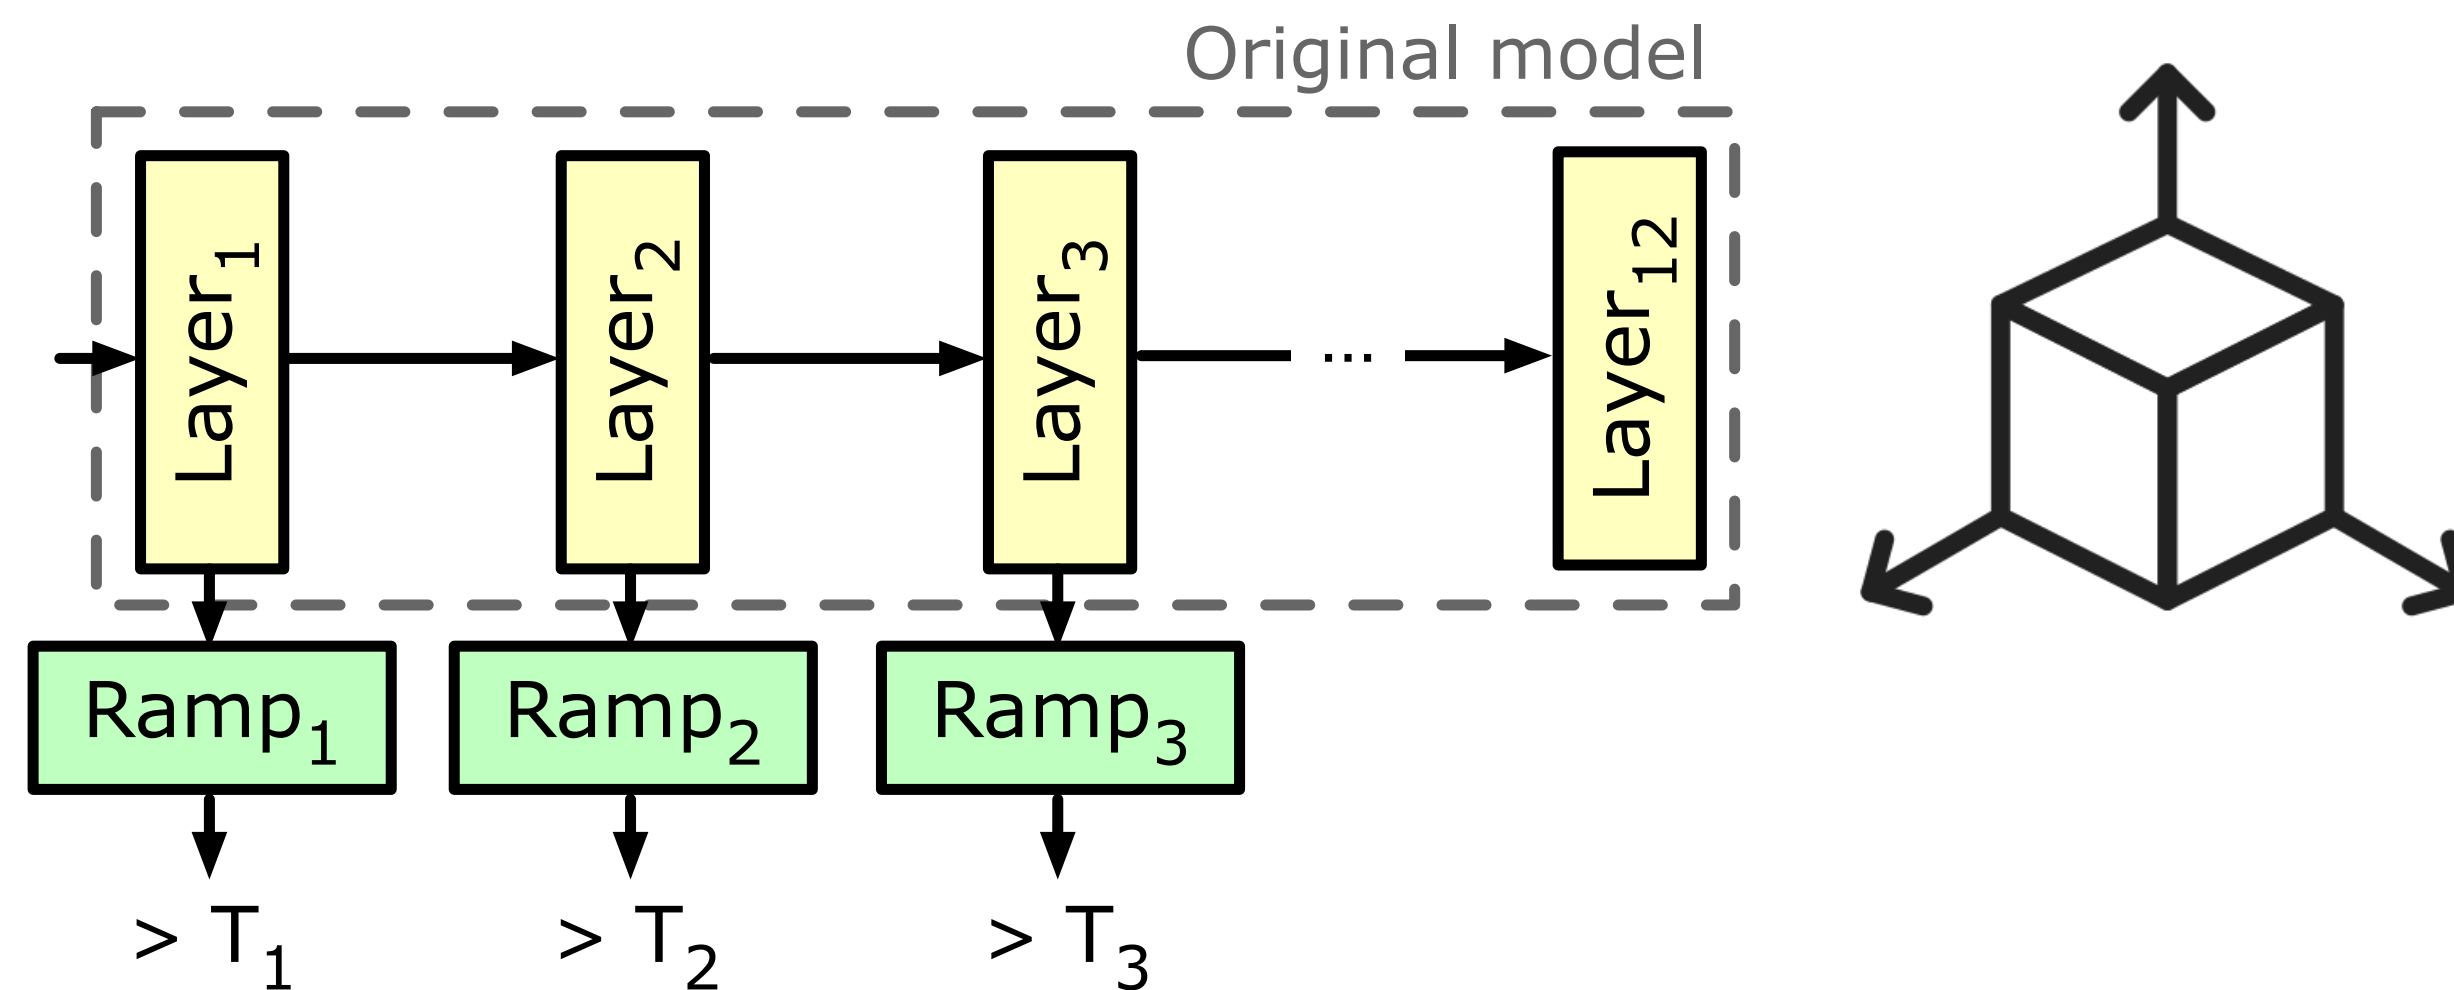 Original model
Layer₁
Layer₂
Layer₃
...
Layer₁₂
Ramp₁
Ramp₂
Ramp₃
> T₁
> T₂
> T₃